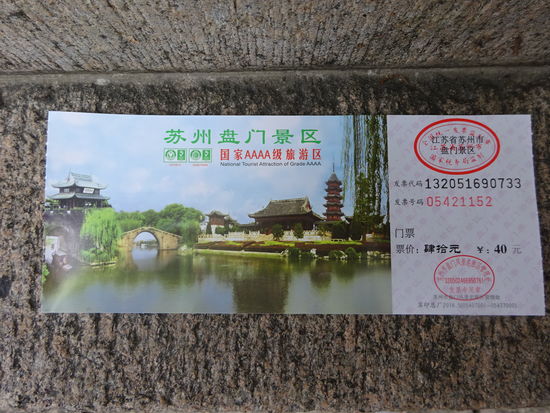 苏州盘门景区
国家AAAA级旅游区
National Tourist Attraction of Grade AAAA
江苏省苏州市
盘门景区
发票代码 132051690733
发票号码 05421152
门票
票价: 肆拾元 ¥: 40 元